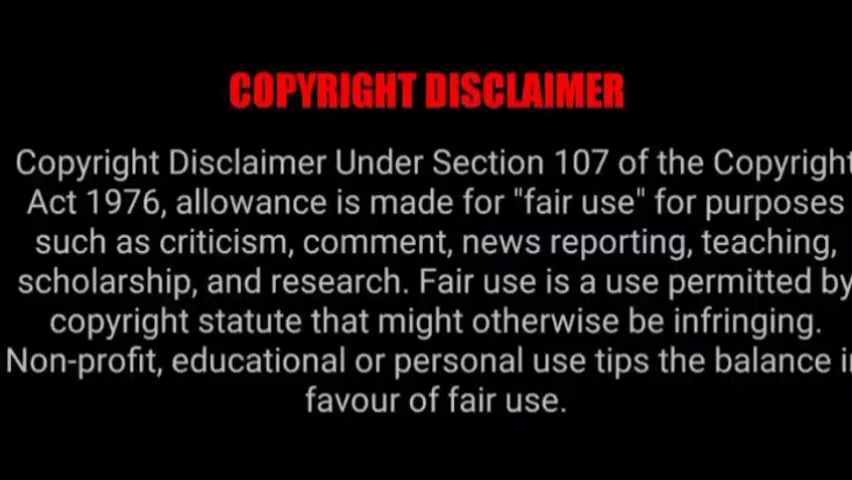 COPYRIGHT DISCLAIMER
Copyright Disclaimer Under Section 107 of the Copyright
Act 1976, allowance is made for "fair use" for purposes
such as criticism, comment, news reporting, teaching,
scholarship, and research. Fair use is a use permitted by
copyright statute that might otherwise be infringing.
Non-profit, educational or personal use tips the balance in
favour of fair use.